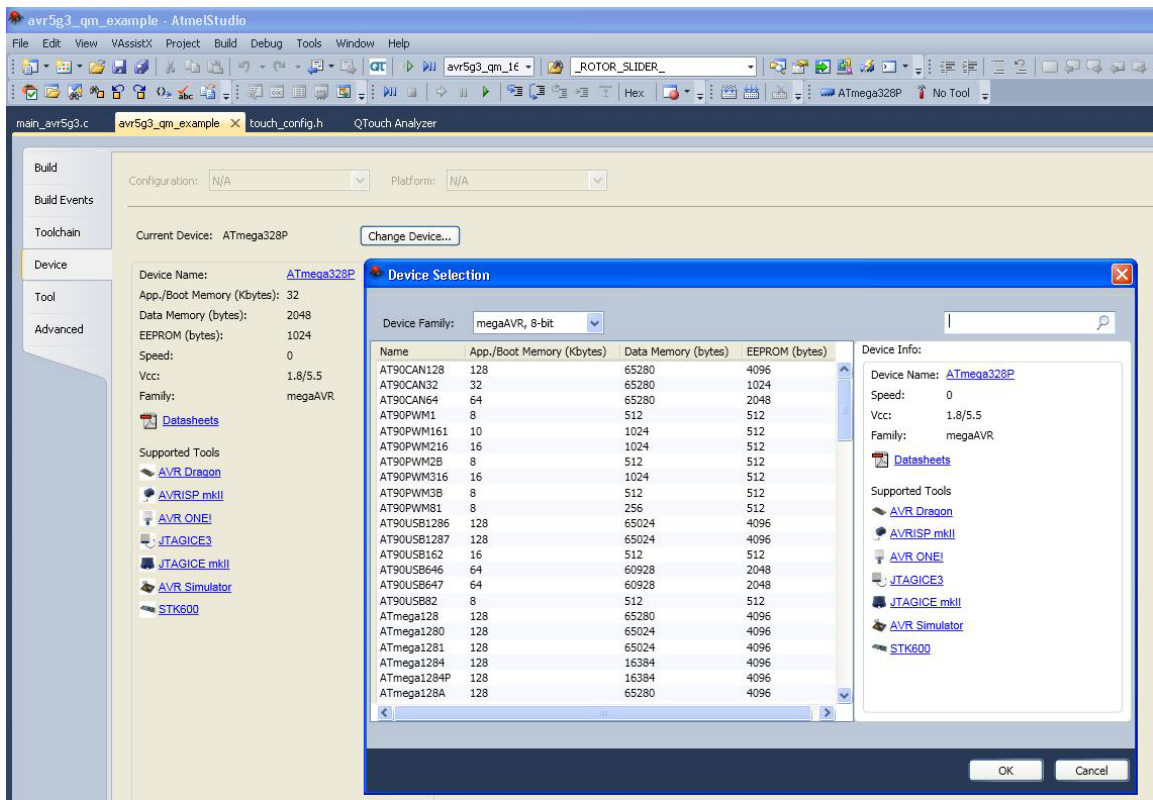 avr5g3_qm_example - AtmelStudio
File Edit View VAssistX Project Build Debug Tools Window Help
avr5g3_qm_16 _ROTOR_SLIDER_
Hex ATmega328P No Tool
main_avr5g3.c avr5g3_qm_example touch_config.h QTouch Analyzer
Build
Build Events
Toolchain
Device
Tool
Advanced
Configuration: N/A Platform: N/A
Current Device: ATmega328P Change Device...
Device Name: ATmega328P
App./Boot Memory (Kbytes): 32
Data Memory (bytes): 2048
EEPROM (bytes): 1024
Speed: 0
Vcc: 1.8/5.5
Family: megaAVR
Datasheets
Supported Tools
AVR Dragon
AVRISP mkII
AVR ONE!
JTAGICE3
JTAGICE mkII
AVR Simulator
STK600
Device Selection
Device Family: megaAVR, 8-bit
Name App./Boot Memory (Kbytes) Data Memory (bytes) EEPROM (bytes)
AT90CAN128 128 65280 4096
AT90CAN32 32 65280 1024
AT90CAN64 64 65280 2048
AT90PWM1 8 512 512
AT90PWM161 10 1024 512
AT90PWM216 16 1024 512
AT90PWM2B 8 512 512
AT90PWM316 16 1024 512
AT90PWM3B 8 512 512
AT90PWM81 8 256 512
AT90USB1286 128 65024 4096
AT90USB1287 128 65024 4096
AT90USB162 16 512 512
AT90USB646 64 60928 2048
AT90USB647 64 60928 2048
AT90USB82 8 512 512
ATmega128 128 65280 4096
ATmega1280 128 65024 4096
ATmega1281 128 65024 4096
ATmega1284 128 16384 4096
ATmega1284P 128 16384 4096
ATmega128A 128 65280 4096
Device Info:
Device Name: ATmega328P
Speed: 0
Vcc: 1.8/5.5
Family: megaAVR
Datasheets
Supported Tools
AVR Dragon
AVRISP mkII
AVR ONE!
JTAGICE3
JTAGICE mkII
AVR Simulator
STK600
OK Cancel